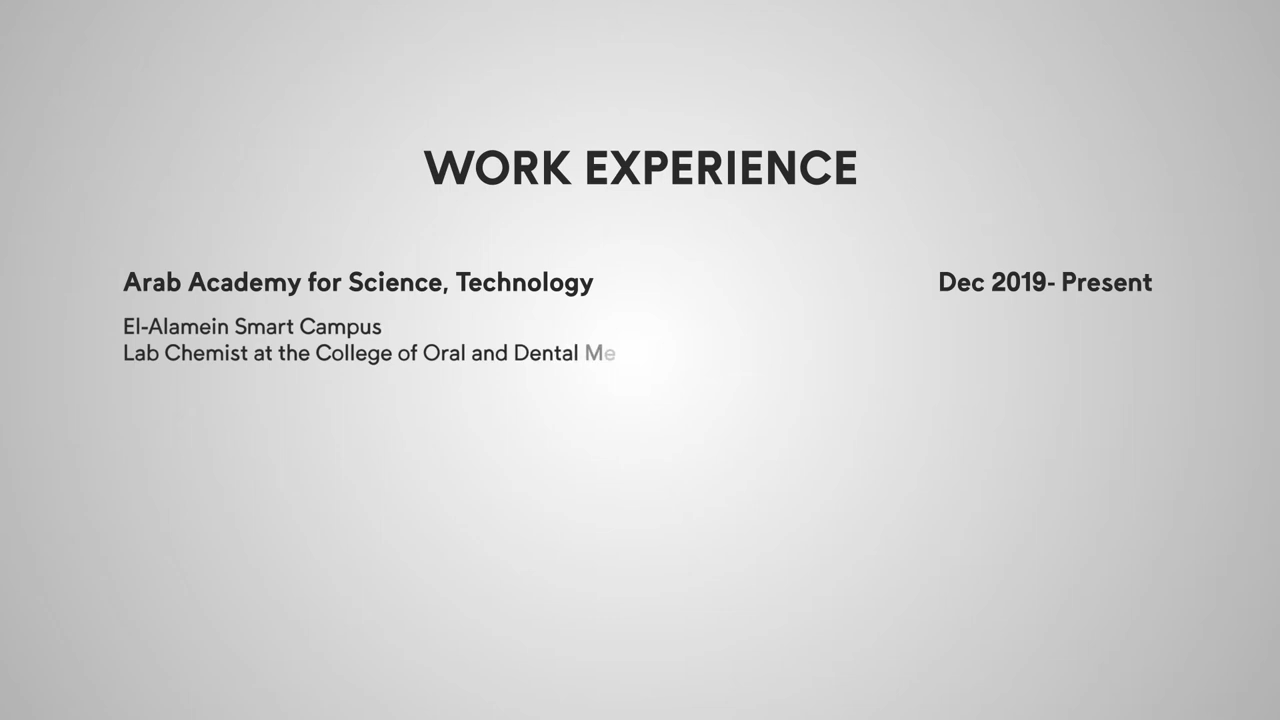 WORK EXPERIENCE
Arab Academy for Science, Technology
Dec 2019- Present
El-Alamein Smart Campus
Lab Chemist at the College of Oral and Dental Me